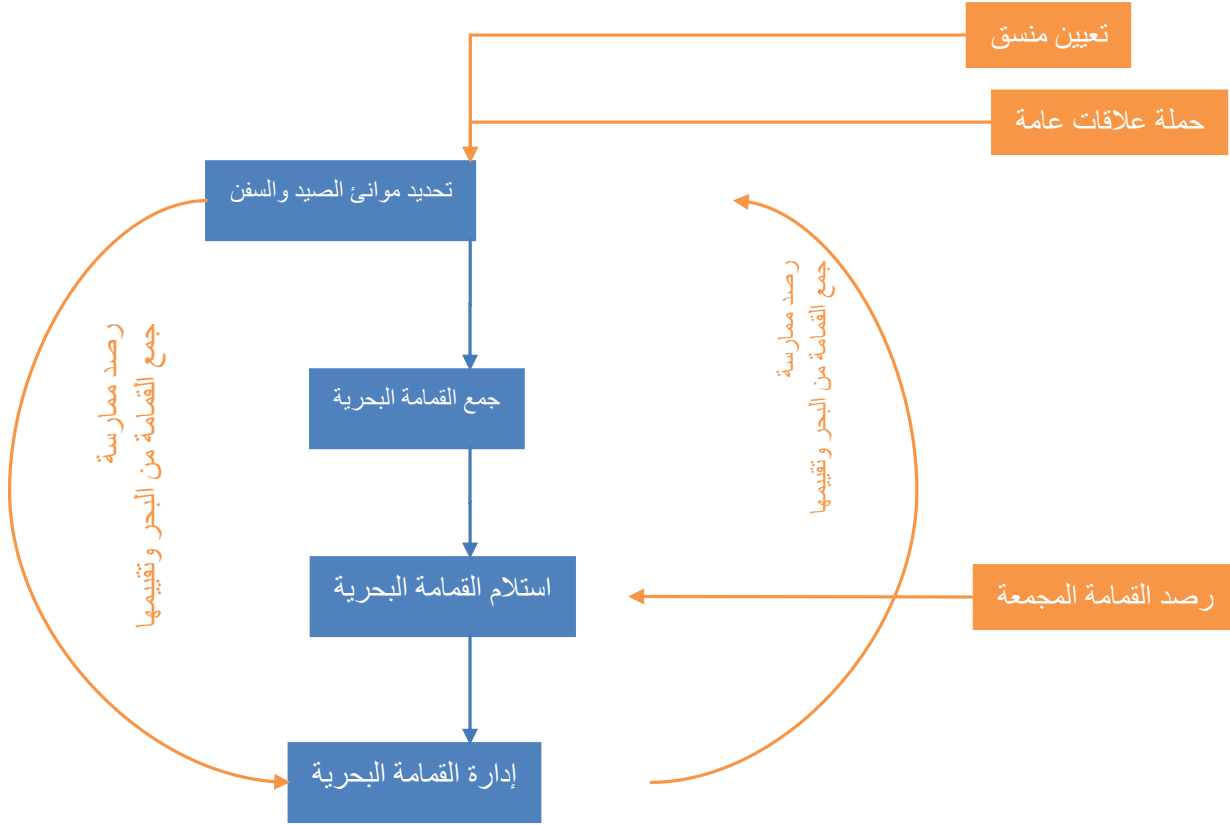 تعيين منسق
حملة علاقات عامة
تحديد موانئ الصيد والسفن
رصد ممارسة
جمع القمامة من البحر وتقييمها
رصد ممارسة
جمع القمامة من البحر وتقييمها
جمع القمامة البحرية
استلام القمامة البحرية
رصد القمامة المجمعة
إدارة القمامة البحرية